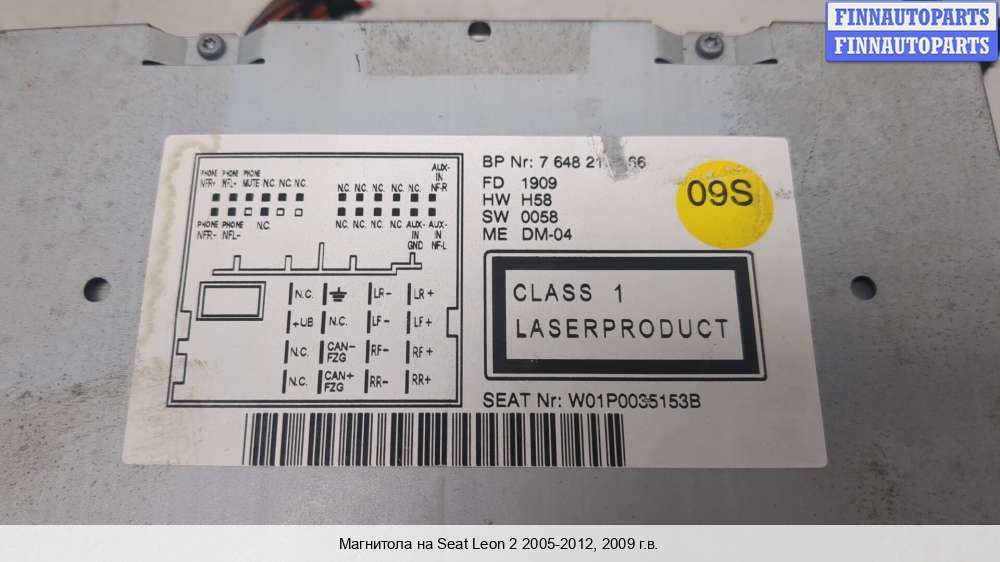 FINNAUTOPARTS
FINNAUTOPARTS
PHONE PHONE PHONE
NFR+ NFL+ MUTE N.C. N.C. N.C.
N.C. N.C. N.C. N.C. N.C. N.C.
AUX-
IN
NF-R
PHONE PHONE N.C.
NFR- NFL-
N.C. N.C. N.C. N.C. AUX- AUX-
IN IN
GND NF-L
N.C. LR- LR+
+UB N.C. LF- LF+
N.C. CAN- FZG RF- RF+
N.C. CAN+ FZG RR- RR+
BP Nr: 7 648 66
FD 1909
HW H58
SW 0058
ME DM-04
09S
CLASS 1
LASERPRODUCT
SEAT Nr: W01P0035153B
Магнитола на Seat Leon 2 2005-2012, 2009 г.в.